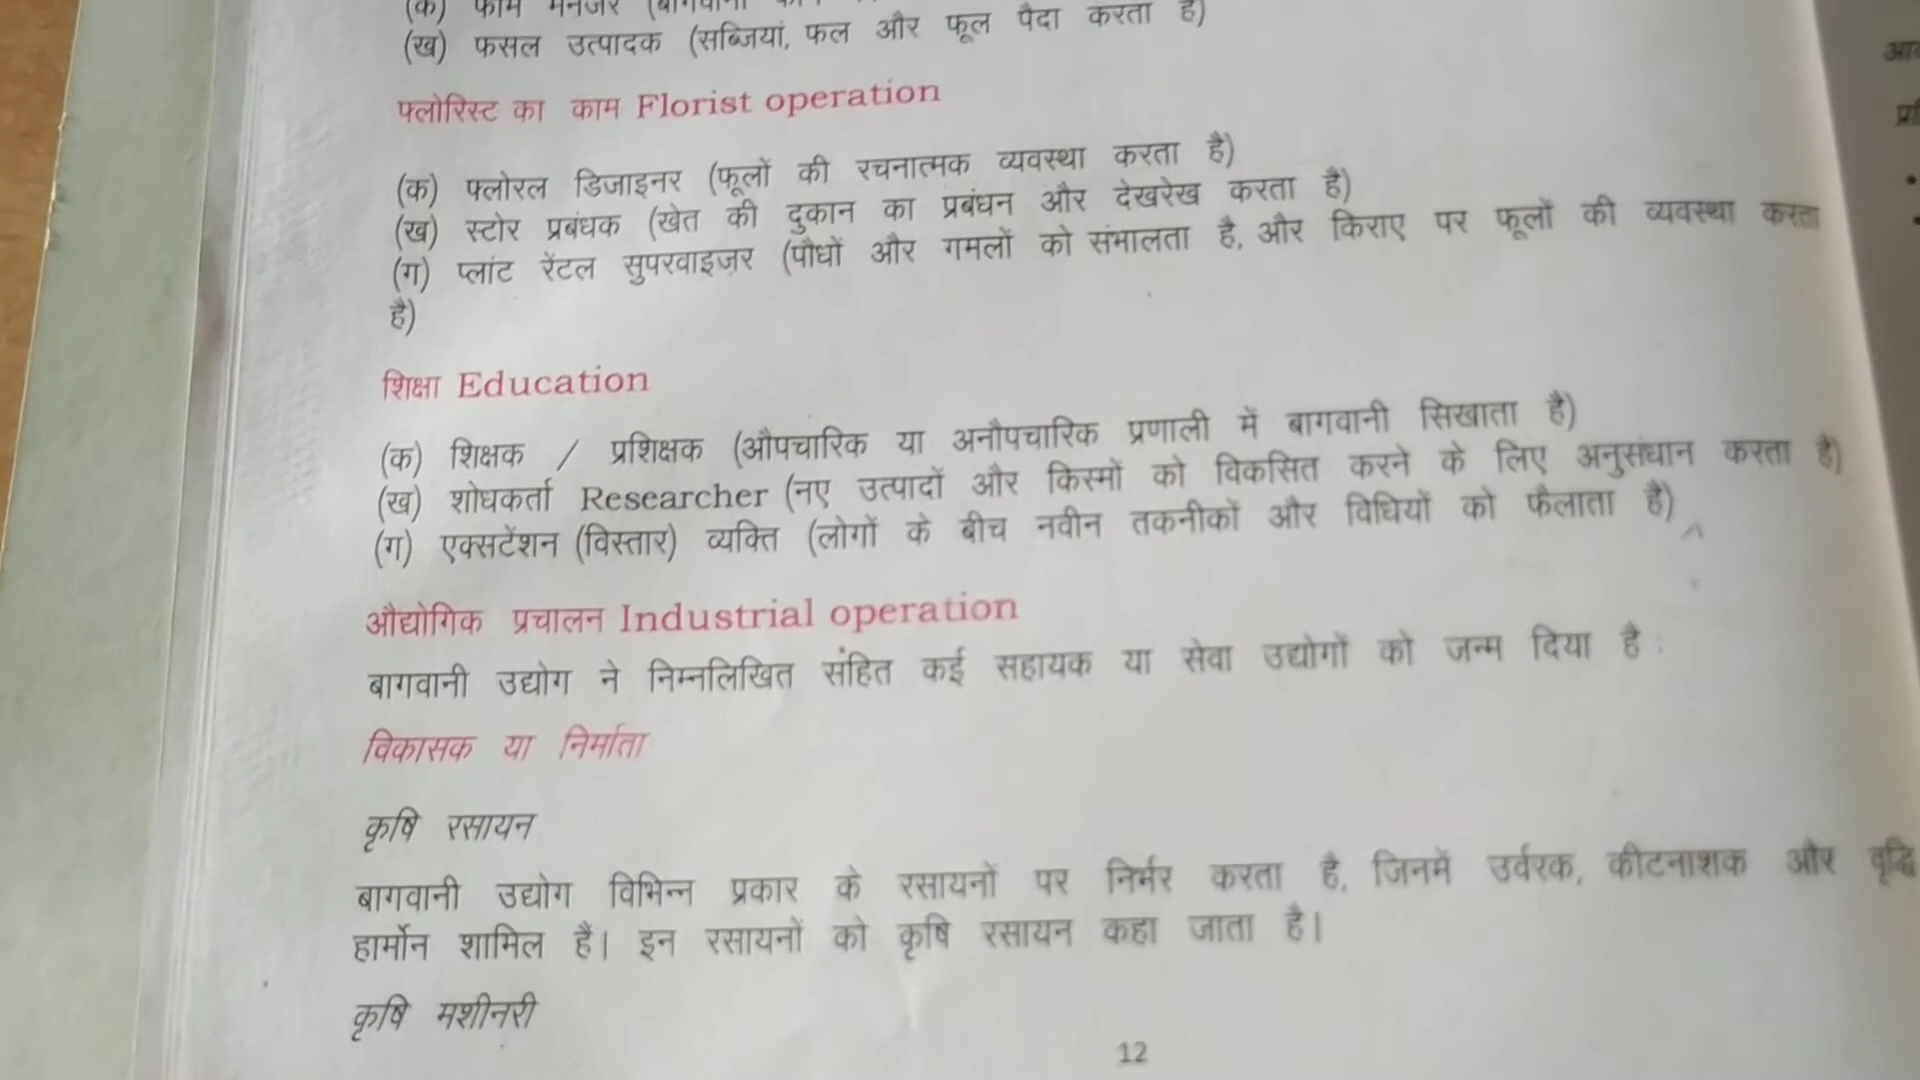 (क) फार्म मैनेजर (बागवानी
(ख) फसल उत्पादक (सब्जियां, फल और फूल पैदा करता है)
फ्लोरिस्ट का काम Florist operation
(क) फ्लोरल डिजाइनर (फूलों की रचनात्मक व्यवस्था करता है)
(ख) स्टोर प्रबंधक (खेत की दुकान का प्रबंधन और देखरेख करता है)
(ग) प्लांट रेंटल सुपरवाइज़र (पौधों और गमलों को संभालता है, और किराए पर फूलों की व्यवस्था करता
है)
शिक्षा Education
(क) शिक्षक / प्रशिक्षक (औपचारिक या अनौपचारिक प्रणाली में बागवानी सिखाता है)
(ख) शोधकर्ता Researcher (नए उत्पादों और किस्मों को विकसित करने के लिए अनुसंधान करता है)
(ग) एक्सटेंशन (विस्तार) व्यक्ति (लोगों के बीच नवीन तकनीकों और विधियों को फैलाता है)
औद्योगिक प्रचालन Industrial operation
बागवानी उद्योग ने निम्नलिखित संहित कई सहायक या सेवा उद्योगों को जन्म दिया है :
विकासक या निर्माता
कृषि रसायन
बागवानी उद्योग विभिन्न प्रकार के रसायनों पर निर्भर करता है, जिनमें उर्वरक, कीटनाशक और वृद्धि
हार्मोन शामिल हैं। इन रसायनों को कृषि रसायन कहा जाता है।
कृषि मशीनरी
12